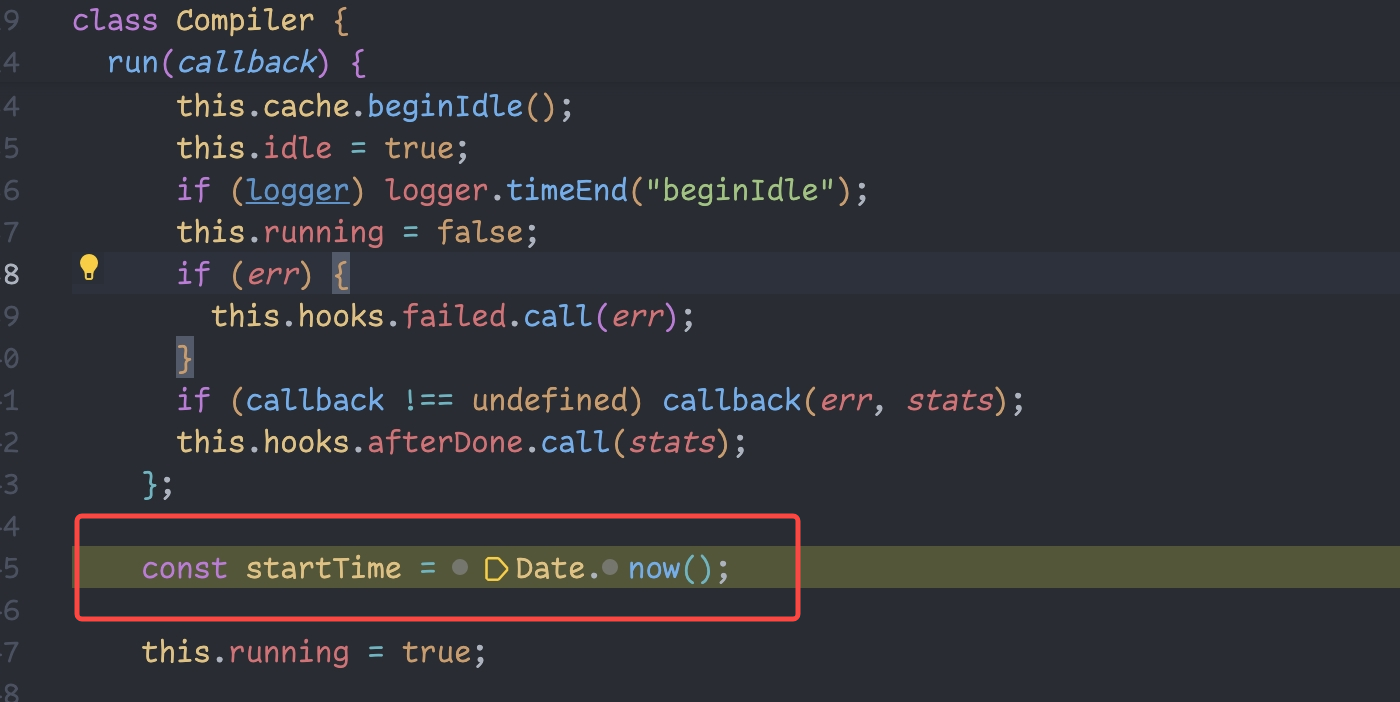 9 class Compiler {
4 run(callback) {
4 this.cache.beginIdle();
5 this.idle = true;
6 if (logger) logger.timeEnd("beginIdle");
7 this.running = false;
8 if (err) {
9 this.hooks.failed.call(err);
0 }
1 if (callback !== undefined) callback(err, stats);
2 this.hooks.afterDone.call(stats);
3 };
4
5 const startTime = Date.now();
6
7 this.running = true;
8